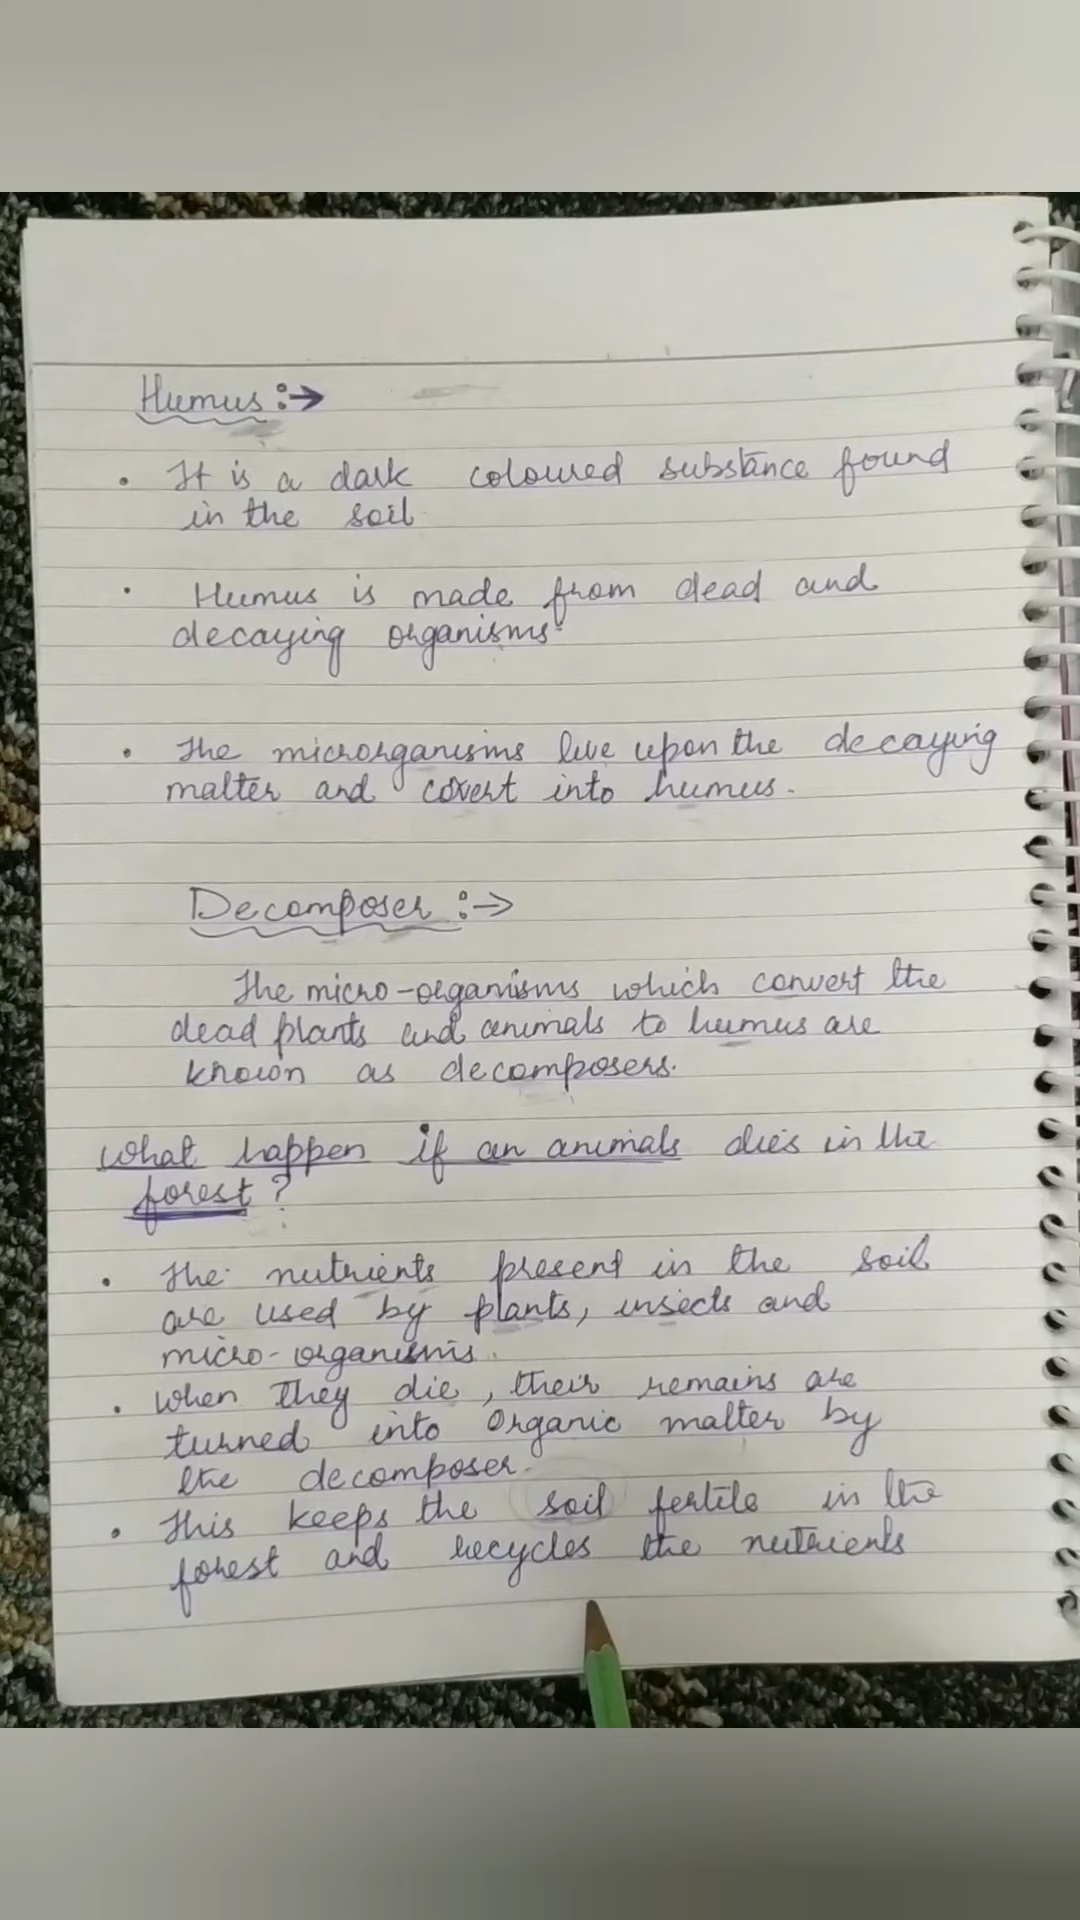 Humus :→
• It is a dark coloured substance found
in the soil
• Humus is made from dead and
decaying organisms.
• The microrganisms live upon the decaying
matter and covert into humus.
Decomposer :→
The micro-organisms which convert the
dead plants and animals to humus are
known as decomposers.
What happen if an animals dies in the
forest?
• The nutrients present in the soil
are used by plants, insects and
micro-organisms.
• When They die, their remains are
turned into Organic matter by
the decomposer.
• This keeps the soil fertile in the
forest and recycles the nutrients